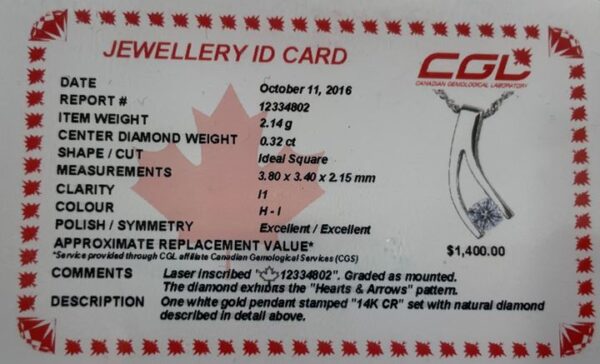 JEWELLERY ID CARD
CGL
CANADIAN GEMOLOGICAL LABORATORY
DATE October 11, 2016
REPORT # 12334802
ITEM WEIGHT 2.14 g
CENTER DIAMOND WEIGHT 0.32 ct
SHAPE / CUT Ideal Square
MEASUREMENTS 3.80 x 3.40 x 2.15 mm
CLARITY I1
COLOUR H - I
POLISH / SYMMETRY Excellent / Excellent
APPROXIMATE REPLACEMENT VALUE* $1,400.00
*Service provided through CGL affiliate Canadian Gemological Services (CGS)
COMMENTS Laser inscribed "12334802". Graded as mounted.
The diamond exhibits the "Hearts & Arrows" pattern.
DESCRIPTION One white gold pendant stamped "14K CR" set with natural diamond
described in detail above.